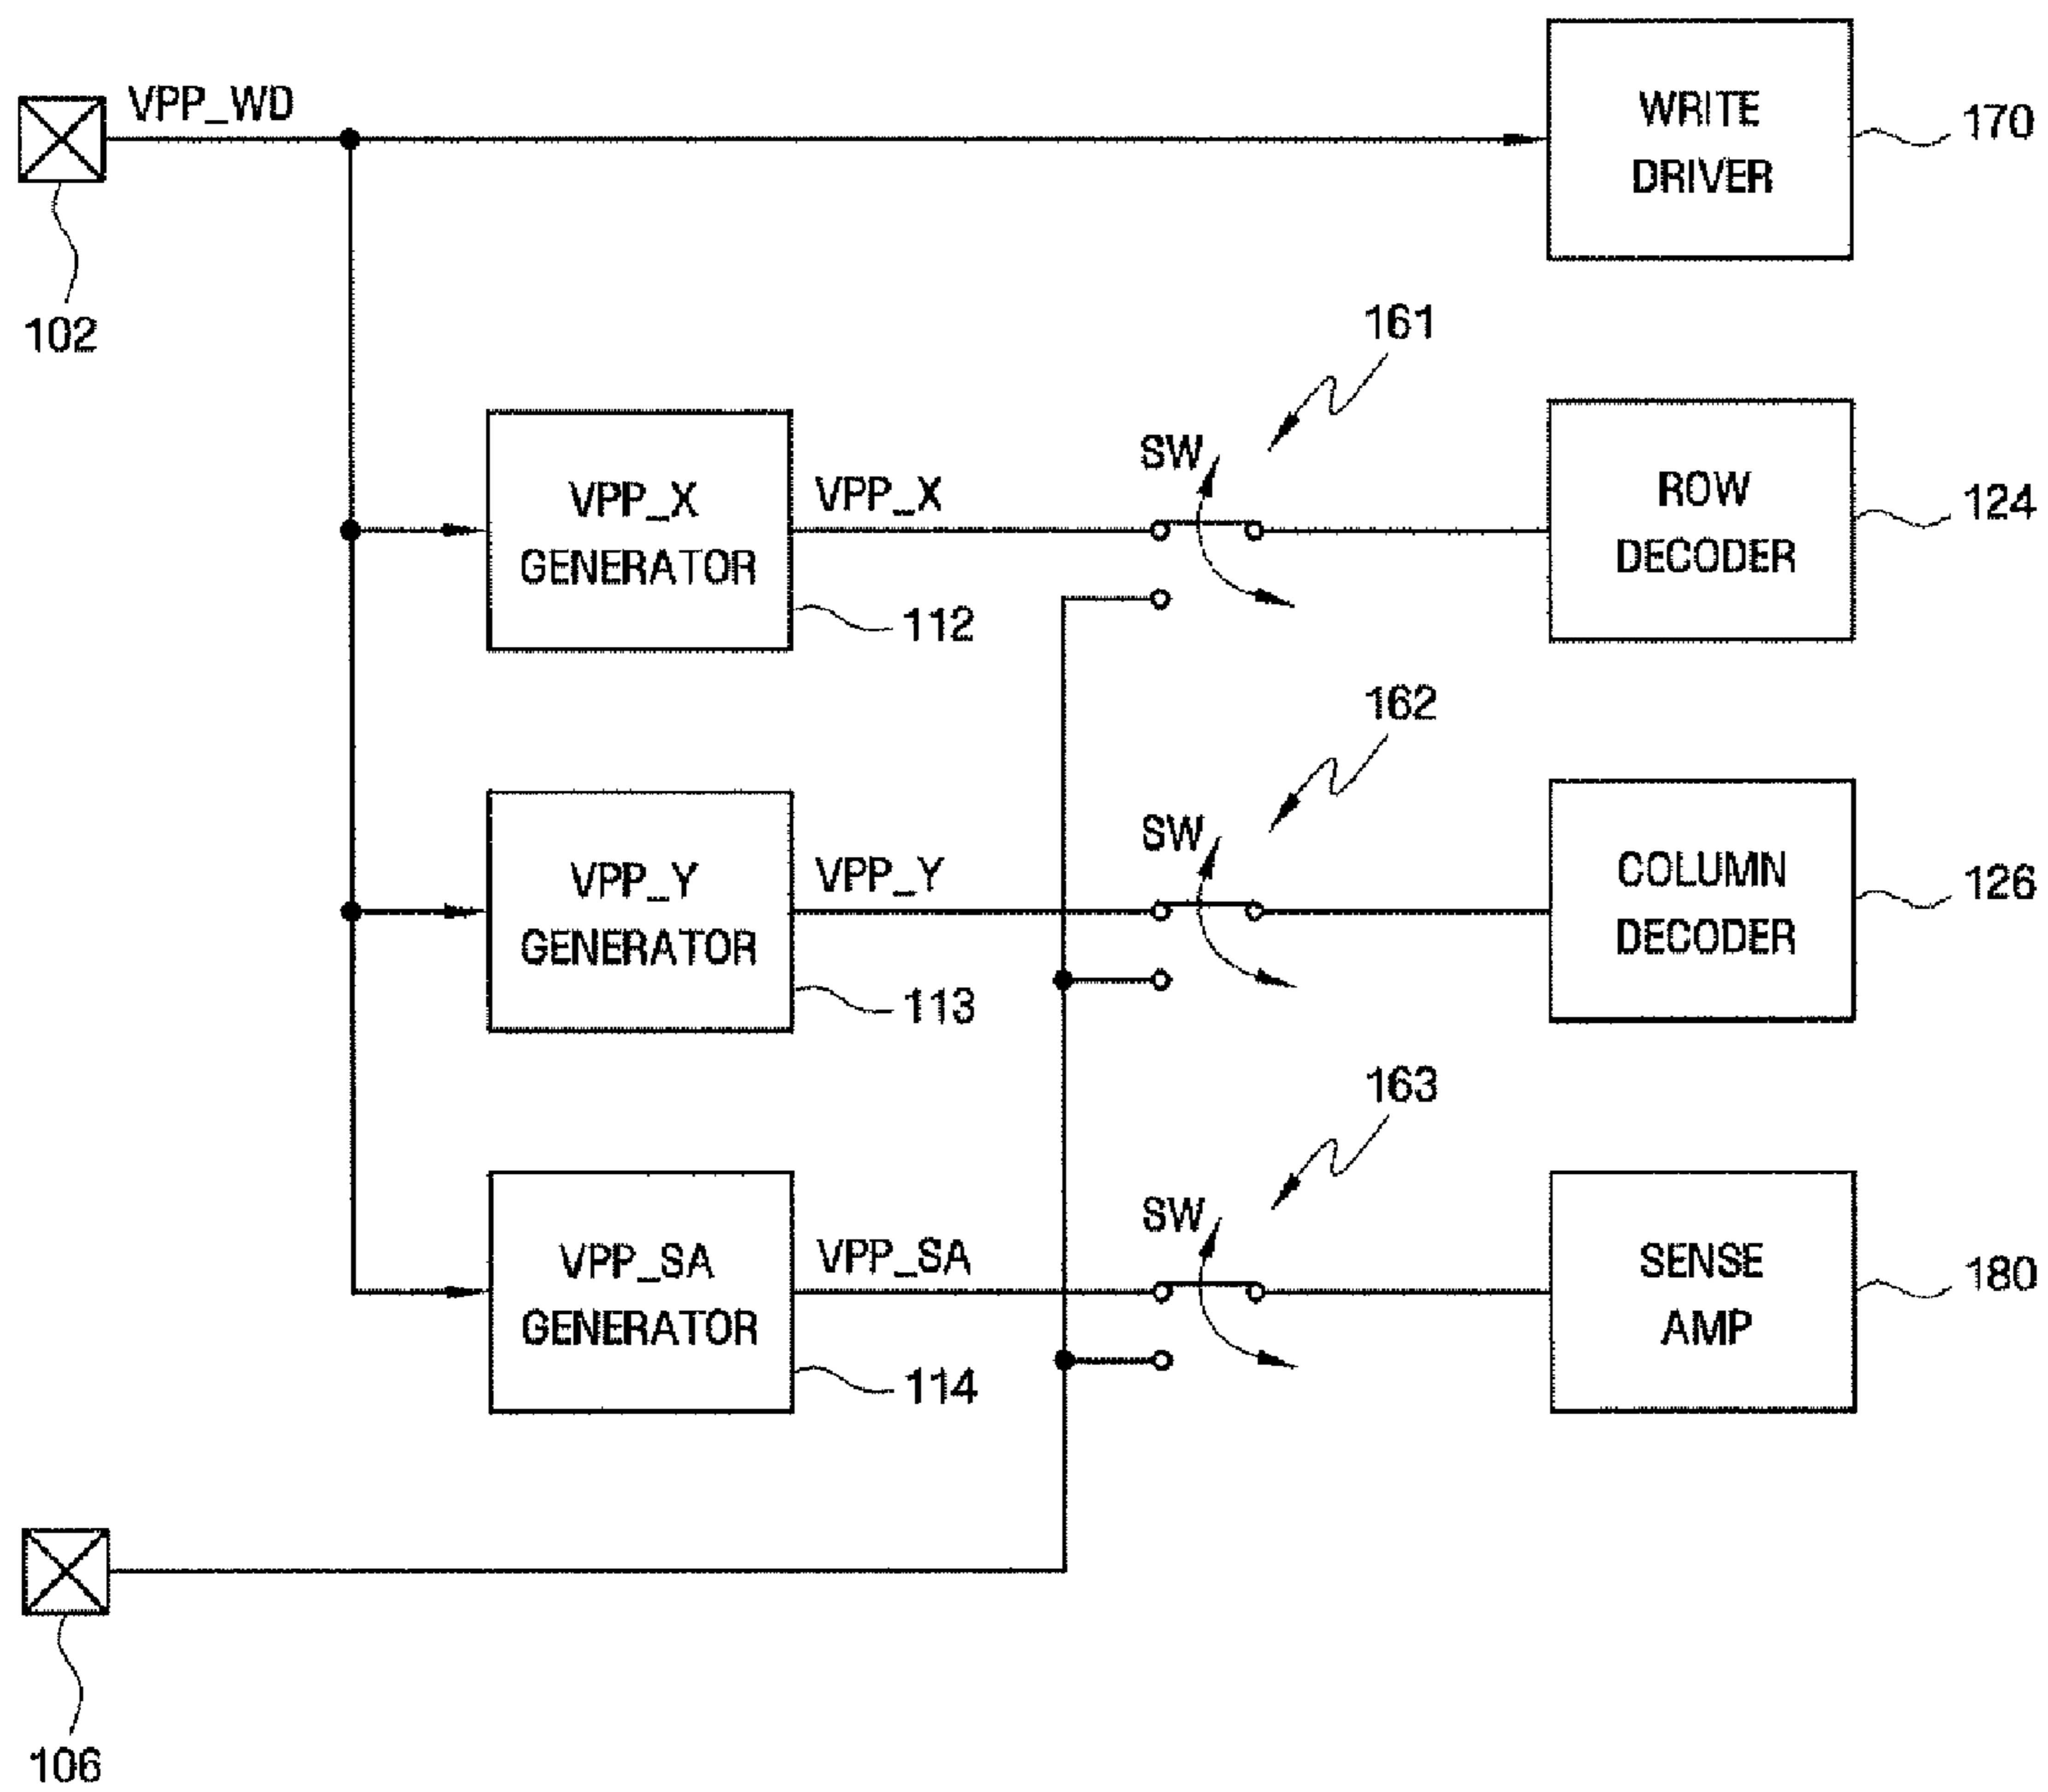 VPP_WD
WRITE
DRIVER
170
102
161
SW
VPP_X
GENERATOR
VPP_X
ROW
DECODER
124
112
162
SW
VPP_Y
GENERATOR
VPP_Y
COLUMN
DECODER
126
113
163
SW
VPP_SA
GENERATOR
VPP_SA
SENSE
AMP
180
114
106